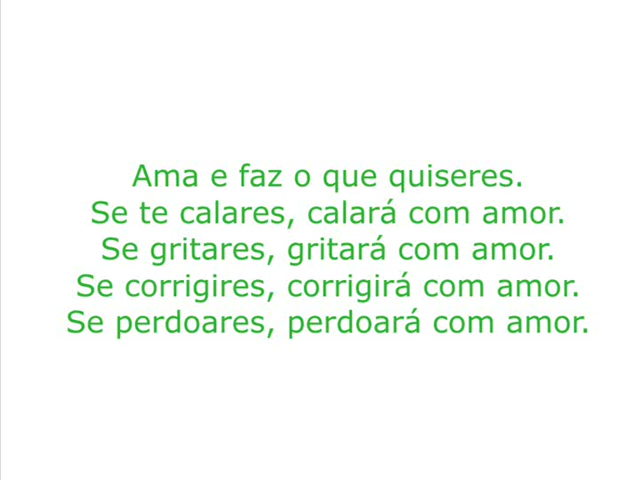 Ama e faz o que quiseres.
Se te calares, calará com amor.
Se gritares, gritará com amor.
Se corrigires, corrigirá com amor.
Se perdoares, perdoará com amor.